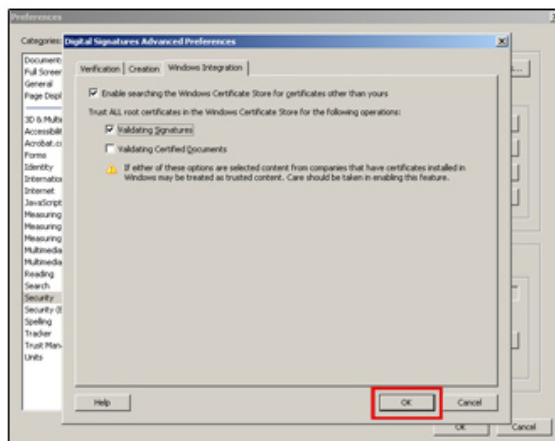 Preferences
Categories:
Digital Signatures Advanced Preferences
Document
Full Screen
General
Page Displ
3D & Multi
Accessibilit
Acrobat.co
Forms
Identity
Internation
Internet
JavaScript
Measuring
Measuring
Measuring
Multimedia
Multimedia
Reading
Search
Security
Security (E
Spelling
Tracker
Trust Man
Units
Verification
Creation
Windows Integration
Enable searching the Windows Certificate Store for certificates other than yours
Trust ALL root certificates in the Windows Certificate Store for the following operations:
Validating Signatures
Validating Certified Documents
If either of these options are selected content from companies that have certificates installed in
Windows may be treated as trusted content. Care should be taken in enabling this feature.
Help
OK
Cancel
OK
Cancel